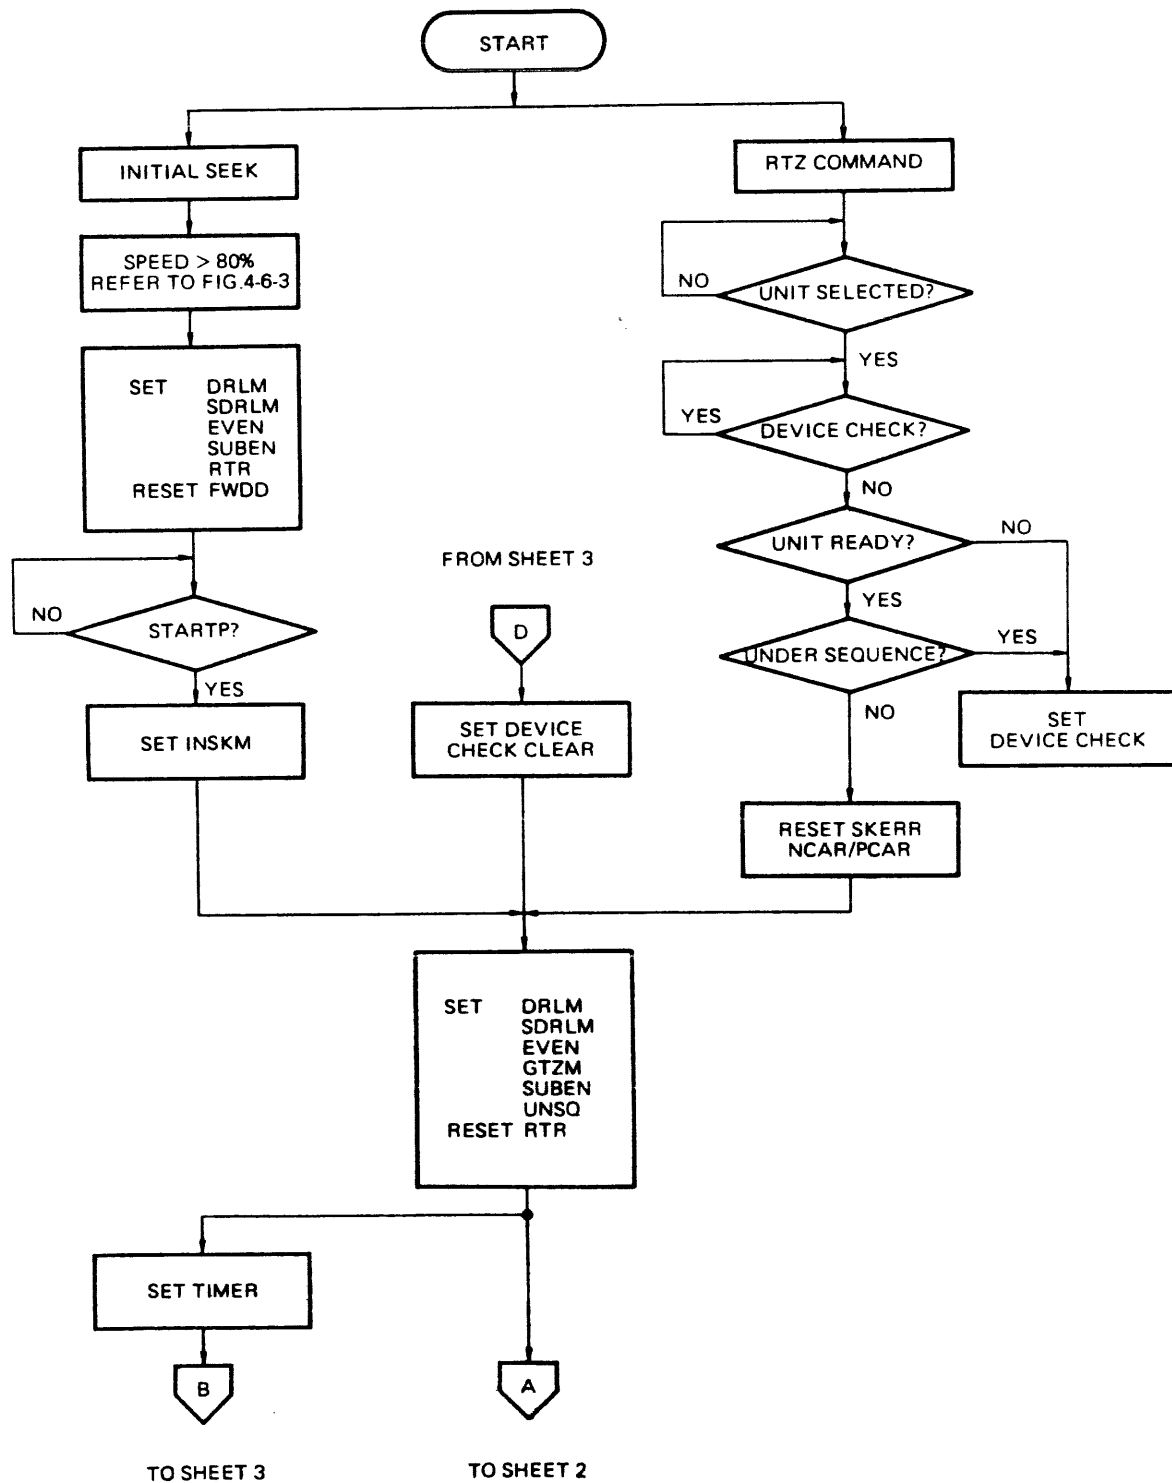 START
INITIAL SEEK
SPEED > 80%
REFER TO FIG.4-6-3
SET DRLM
SDRLM
EVEN
SUBEN
RTR
RESET FWDD
NO
STARTP?
YES
SET INSKM
FROM SHEET 3
D
SET DEVICE
CHECK CLEAR
RTZ COMMAND
NO
UNIT SELECTED?
YES
YES
DEVICE CHECK?
NO
UNIT READY?
NO
YES
UNDER SEQUENCE?
YES
NO
SET
DEVICE CHECK
RESET SKERR
NCAR/PCAR
SET DRLM
SDRLM
EVEN
GTZM
SUBEN
UNSQ
RESET RTR
SET TIMER
B
A
TO SHEET 3
TO SHEET 2